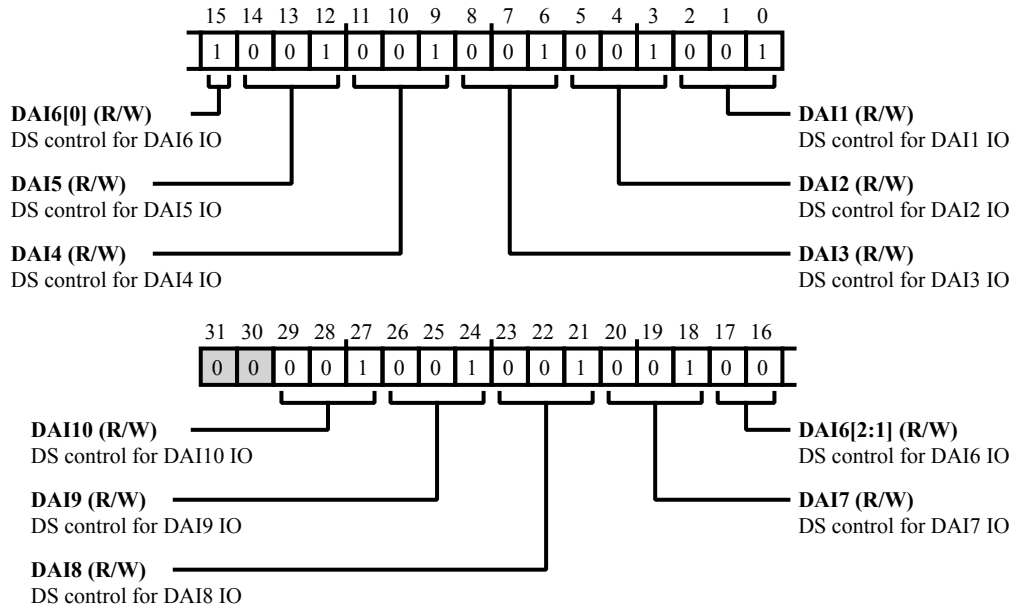 15 14 13 12 11 10 9 8 7 6 5 4 3 2 1 0
1 0 0 1 0 0 1 0 0 1 0 0 1 0 0 1
DAI6[0] (R/W)
DS control for DAI6 IO
DAI1 (R/W)
DS control for DAI1 IO
DAI5 (R/W)
DS control for DAI5 IO
DAI2 (R/W)
DS control for DAI2 IO
DAI4 (R/W)
DS control for DAI4 IO
DAI3 (R/W)
DS control for DAI3 IO
31 30 29 28 27 26 25 24 23 22 21 20 19 18 17 16
0 0 0 0 1 0 0 1 0 0 1 0 0 1 0 0
DAI10 (R/W)
DS control for DAI10 IO
DAI6[2:1] (R/W)
DS control for DAI6 IO
DAI9 (R/W)
DS control for DAI9 IO
DAI7 (R/W)
DS control for DAI7 IO
DAI8 (R/W)
DS control for DAI8 IO